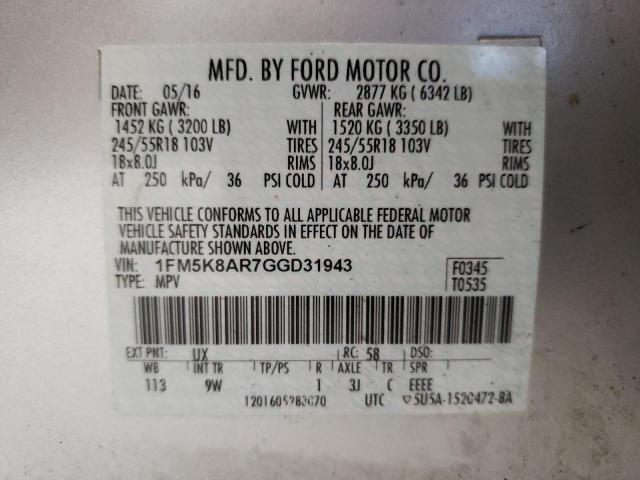 MFD. BY FORD MOTOR CO.
DATE: 05/16 GVWR: 2877 KG ( 6342 LB)
FRONT GAWR: REAR GAWR:
1452 KG ( 3200 LB) WITH 1520 KG ( 3350 LB) WITH
245/55R18 103V TIRES 245/55R18 103V TIRES
18x8.0J RIMS 18x8.0J RIMS
AT 250 kPa/ 36 PSI COLD AT 250 kPa/ 36 PSI COLD
THIS VEHICLE CONFORMS TO ALL APPLICABLE FEDERAL MOTOR
VEHICLE SAFETY STANDARDS IN EFFECT ON THE DATE OF
MANUFACTURE SHOWN ABOVE.
VIN: 1FM5K8AR7GGD31943 F0345
TYPE: MPV T0535
EXT PNT: UX RC: 58 DSO:
WB INT TR TP/PS R AXLE TR SPR
113 9W 1 3J C EEEE
UTC ▽5U5A-1520472-BA